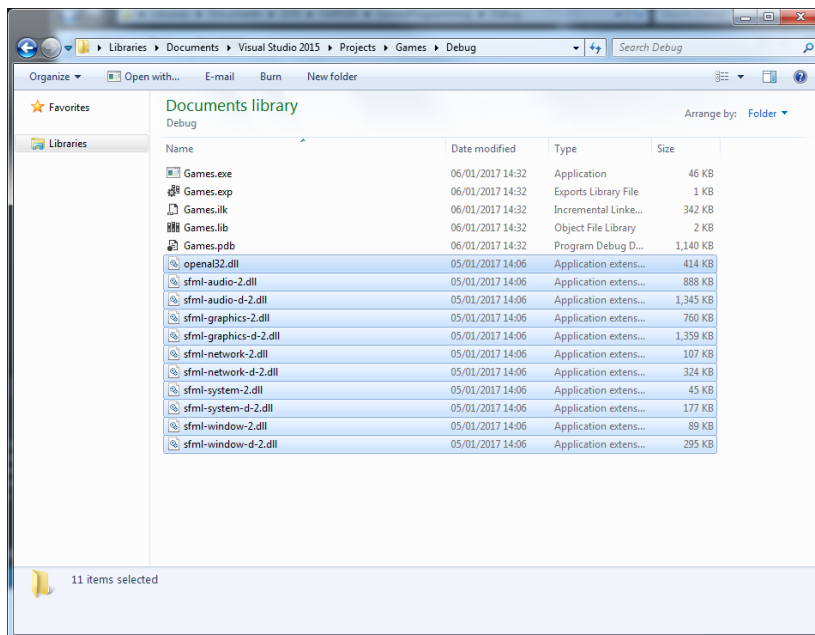 Libraries Documents Visual Studio 2015 Projects Games Debug Search Debug
Organize Open with... E-mail Burn New folder
Favorites
Libraries
Documents library
Debug
Arrange by: Folder
Name Date modified Type Size
Games.exe 06/01/2017 14:32 Application 46 KB
Games.exp 06/01/2017 14:32 Exports Library File 1 KB
Games.ilk 06/01/2017 14:32 Incremental Linke... 342 KB
Games.lib 06/01/2017 14:32 Object File Library 2 KB
Games.pdb 06/01/2017 14:32 Program Debug D... 1,140 KB
openal32.dll 05/01/2017 14:06 Application extens... 414 KB
sfml-audio-2.dll 05/01/2017 14:06 Application extens... 888 KB
sfml-audio-d-2.dll 05/01/2017 14:06 Application extens... 1,345 KB
sfml-graphics-2.dll 05/01/2017 14:06 Application extens... 760 KB
sfml-graphics-d-2.dll 05/01/2017 14:06 Application extens... 1,359 KB
sfml-network-2.dll 05/01/2017 14:06 Application extens... 107 KB
sfml-network-d-2.dll 05/01/2017 14:06 Application extens... 324 KB
sfml-system-2.dll 05/01/2017 14:06 Application extens... 45 KB
sfml-system-d-2.dll 05/01/2017 14:06 Application extens... 177 KB
sfml-window-2.dll 05/01/2017 14:06 Application extens... 89 KB
sfml-window-d-2.dll 05/01/2017 14:06 Application extens... 295 KB
11 items selected